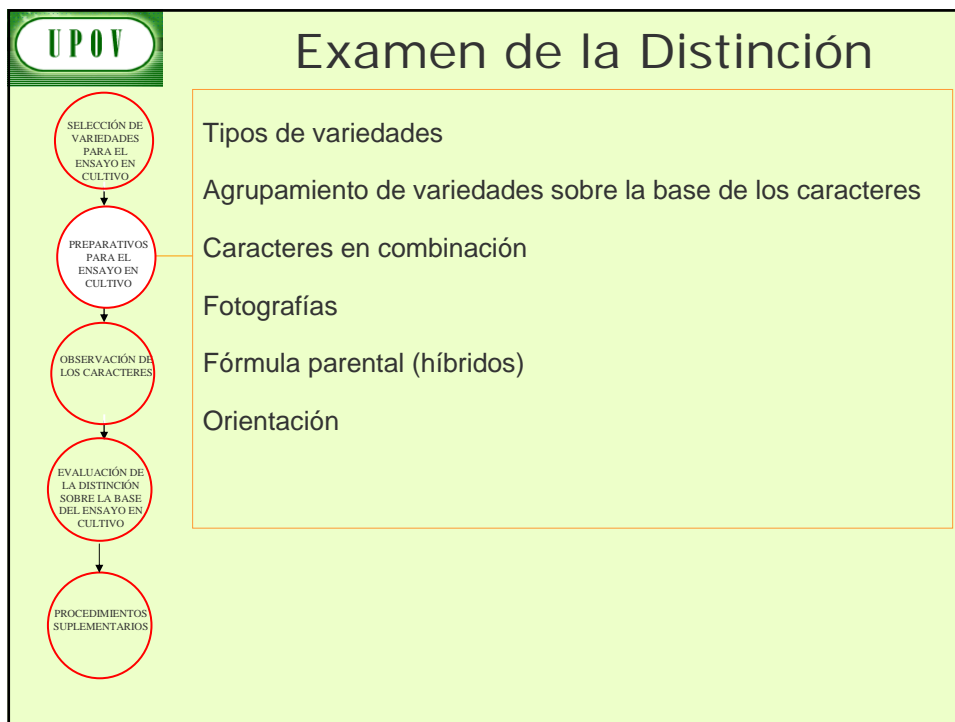 UPOV
Examen de la Distinción
SELECCIÓN DE
VARIEDADES
PARA EL
ENSAYO EN
CULTIVO
PREPARATIVOS
PARA EL
ENSAYO EN
CULTIVO
OBSERVACIÓN DE
LOS CARACTERES
EVALUACIÓN DE
LA DISTINCIÓN
SOBRE LA BASE
DEL ENSAYO EN
CULTIVO
PROCEDIMIENTOS
SUPLEMENTARIOS
Tipos de variedades
Agrupamiento de variedades sobre la base de los caracteres
Caracteres en combinación
Fotografías
Fórmula parental (híbridos)
Orientación